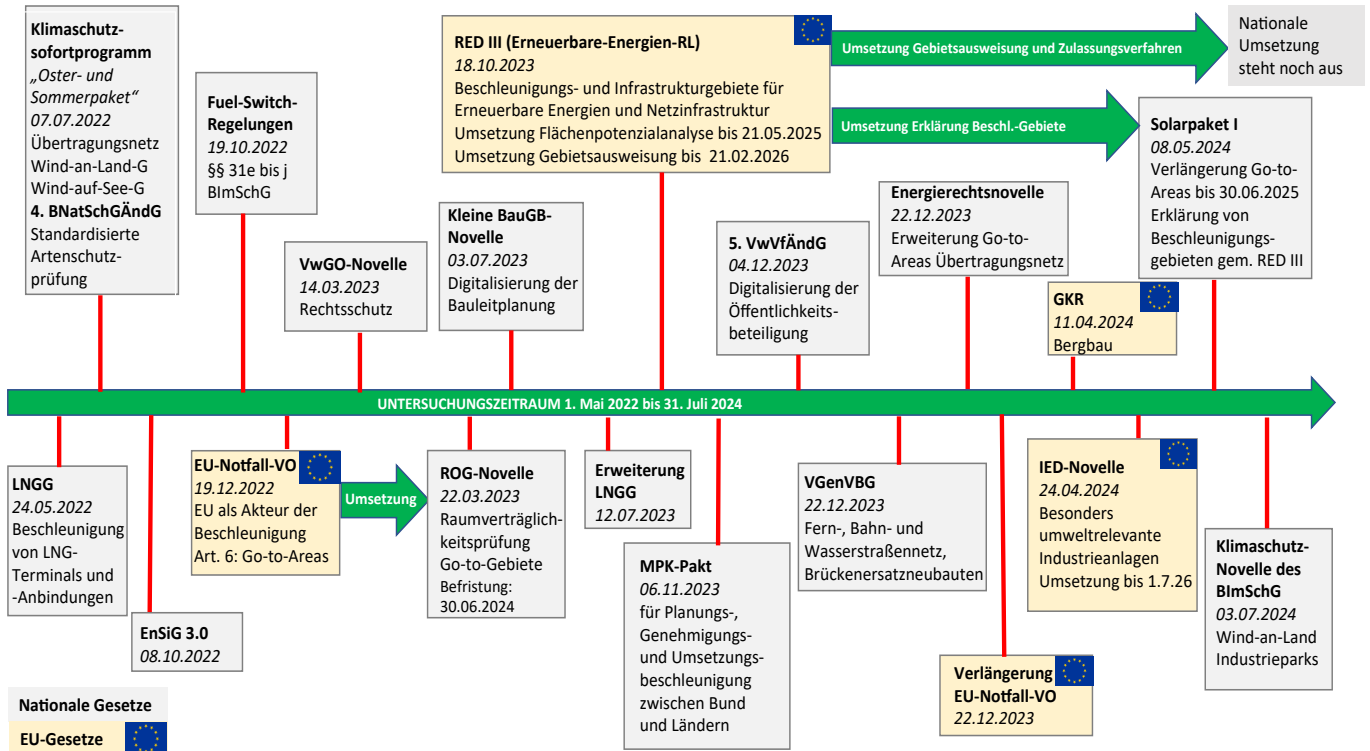 Klimaschutz-
sofortprogramm
„Oster- und
Sommerpaket“
07.07.2022
Übertragungsnetz
Wind-an-Land-G
Wind-auf-See-G
4. BNatSchGÄndG
Standardisierte
Artenschutz-
prüfung
Fuel-Switch-
Regelungen
19.10.2022
§§ 31e bis j
BImSchG
VwGO-Novelle
14.03.2023
Rechtsschutz
Kleine BauGB-
Novelle
03.07.2023
Digitalisierung der
Bauleitplanung
RED III (Erneuerbare-Energien-RL)
18.10.2023
Beschleunigungs- und Infrastrukturgebiete für
Erneuerbare Energien und Netzinfrastruktur
Umsetzung Flächenpotenzialanalyse bis 21.05.2025
Umsetzung Gebietsausweisung bis 21.02.2026
Umsetzung Gebietsausweisung und Zulassungsverfahren
Nationale
Umsetzung
steht noch aus
Umsetzung Erklärung Beschl.-Gebiete
5. VwVfÄndG
04.12.2023
Digitalisierung der
Öffentlichkeits-
beteiligung
Energierechtsnovelle
22.12.2023
Erweiterung Go-to-
Areas Übertragungsnetz
GKR
11.04.2024
Bergbau
Solarpaket I
08.05.2024
Verlängerung Go-to-
Areas bis 30.06.2025
Erklärung von
Beschleunigungs-
gebieten gem. RED III
UNTERSUCHUNGSZEITRAUM 1. Mai 2022 bis 31. Juli 2024
LNGG
24.05.2022
Beschleunigung
von LNG-
Terminals und
-Anbindungen
EnSiG 3.0
08.10.2022
EU-Notfall-VO
19.12.2022
EU als Akteur der
Beschleunigung
Art. 6: Go-to-Areas
Umsetzung
ROG-Novelle
22.03.2023
Raumverträglich-
keitsprüfung
Go-to-Gebiete
Befristung:
30.06.2024
Erweiterung
LNGG
12.07.2023
MPK-Pakt
06.11.2023
für Planungs-,
Genehmigungs-
und Umsetzungs-
beschleunigung
zwischen Bund
und Ländern
VGenVBG
22.12.2023
Fern-, Bahn- und
Wasserstraßennetz,
Brückenersatzneubauten
Verlängerung
EU-Notfall-VO
22.12.2023
IED-Novelle
24.04.2024
Besonders
umweltrelevante
Industrieanlagen
Umsetzung bis 1.7.26
Klimaschutz-
Novelle des
BImSchG
03.07.2024
Wind-an-Land
Industrieparks
Nationale Gesetze
EU-Gesetze